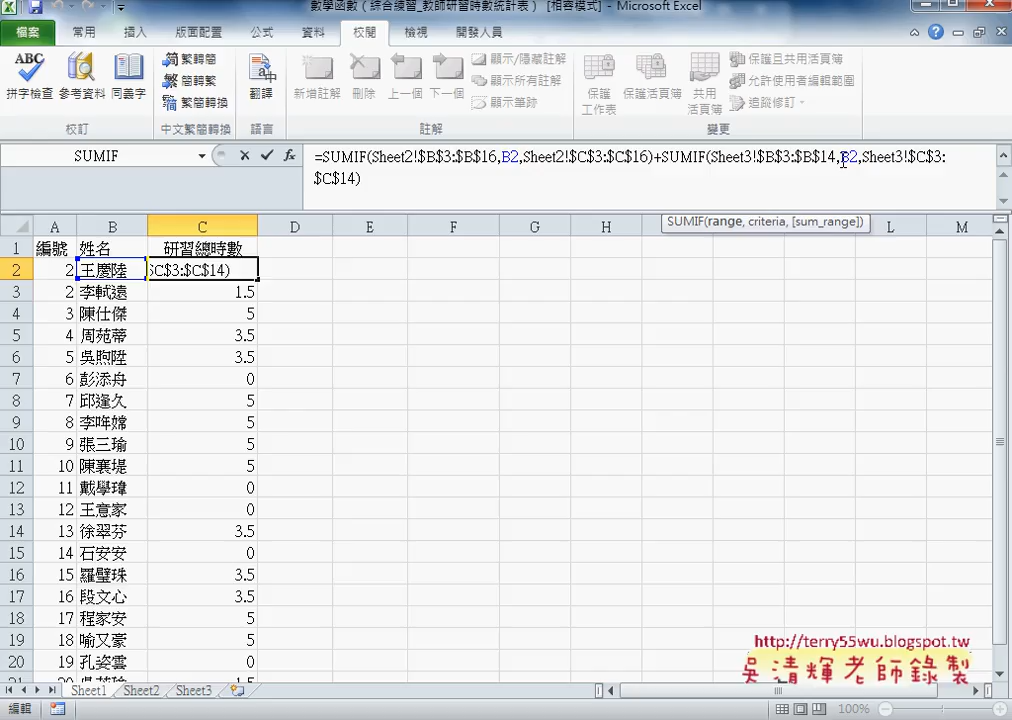 數學函數（綜合練習_教師研習時數統計表） [相容模式] - Microsoft Excel
檔案 常用 插入 版面配置 公式 資料 校閱 檢視 開發人員
拼字檢查 參考資料 同義字
校訂
繁轉簡
簡轉繁
繁簡轉換
中文繁簡轉換
翻譯
語言
新增註解 刪除 上一個 下一個
顯示/隱藏註解
顯示所有註解
顯示筆跡
註解
保護工作表 保護活頁簿 共用活頁簿
保護且共用活頁簿
允許使用者編輯範圍
追蹤修訂
變更
SUMIF
=SUMIF(Sheet2!$B$3:$B$16,B2,Sheet2!$C$3:$C$16)+SUMIF(Sheet3!$B$3:$B$14,B2,Sheet3!$C$3:
$C$14)
SUMIF(range, criteria, [sum_range])
A B C D E F G H L M
1 編號 姓名 研習總時數
2 2 王慶陸 $C$3:$C$14)
3 2 李軾遠 1.5
4 3 陳仕傑 5
5 4 周苑蒂 3.5
6 5 吳煦陞 3.5
7 6 彭添舟 0
8 7 邱逢久 5
9 8 李哖嫦 5
10 9 張三瑜 5
11 10 陳襄堤 5
12 11 戴學瑋 0
13 12 王意家 0
14 13 徐翠芬 3.5
15 14 石安安 0
16 15 羅璧珠 3.5
17 16 段文心 3.5
18 17 程家安 5
19 18 喻又豪 5
20 19 孔姿雲 0
http://terry55wu.blogspot.tw
吳清輝老師錄製
Sheet1 Sheet2 Sheet3
編輯 100%